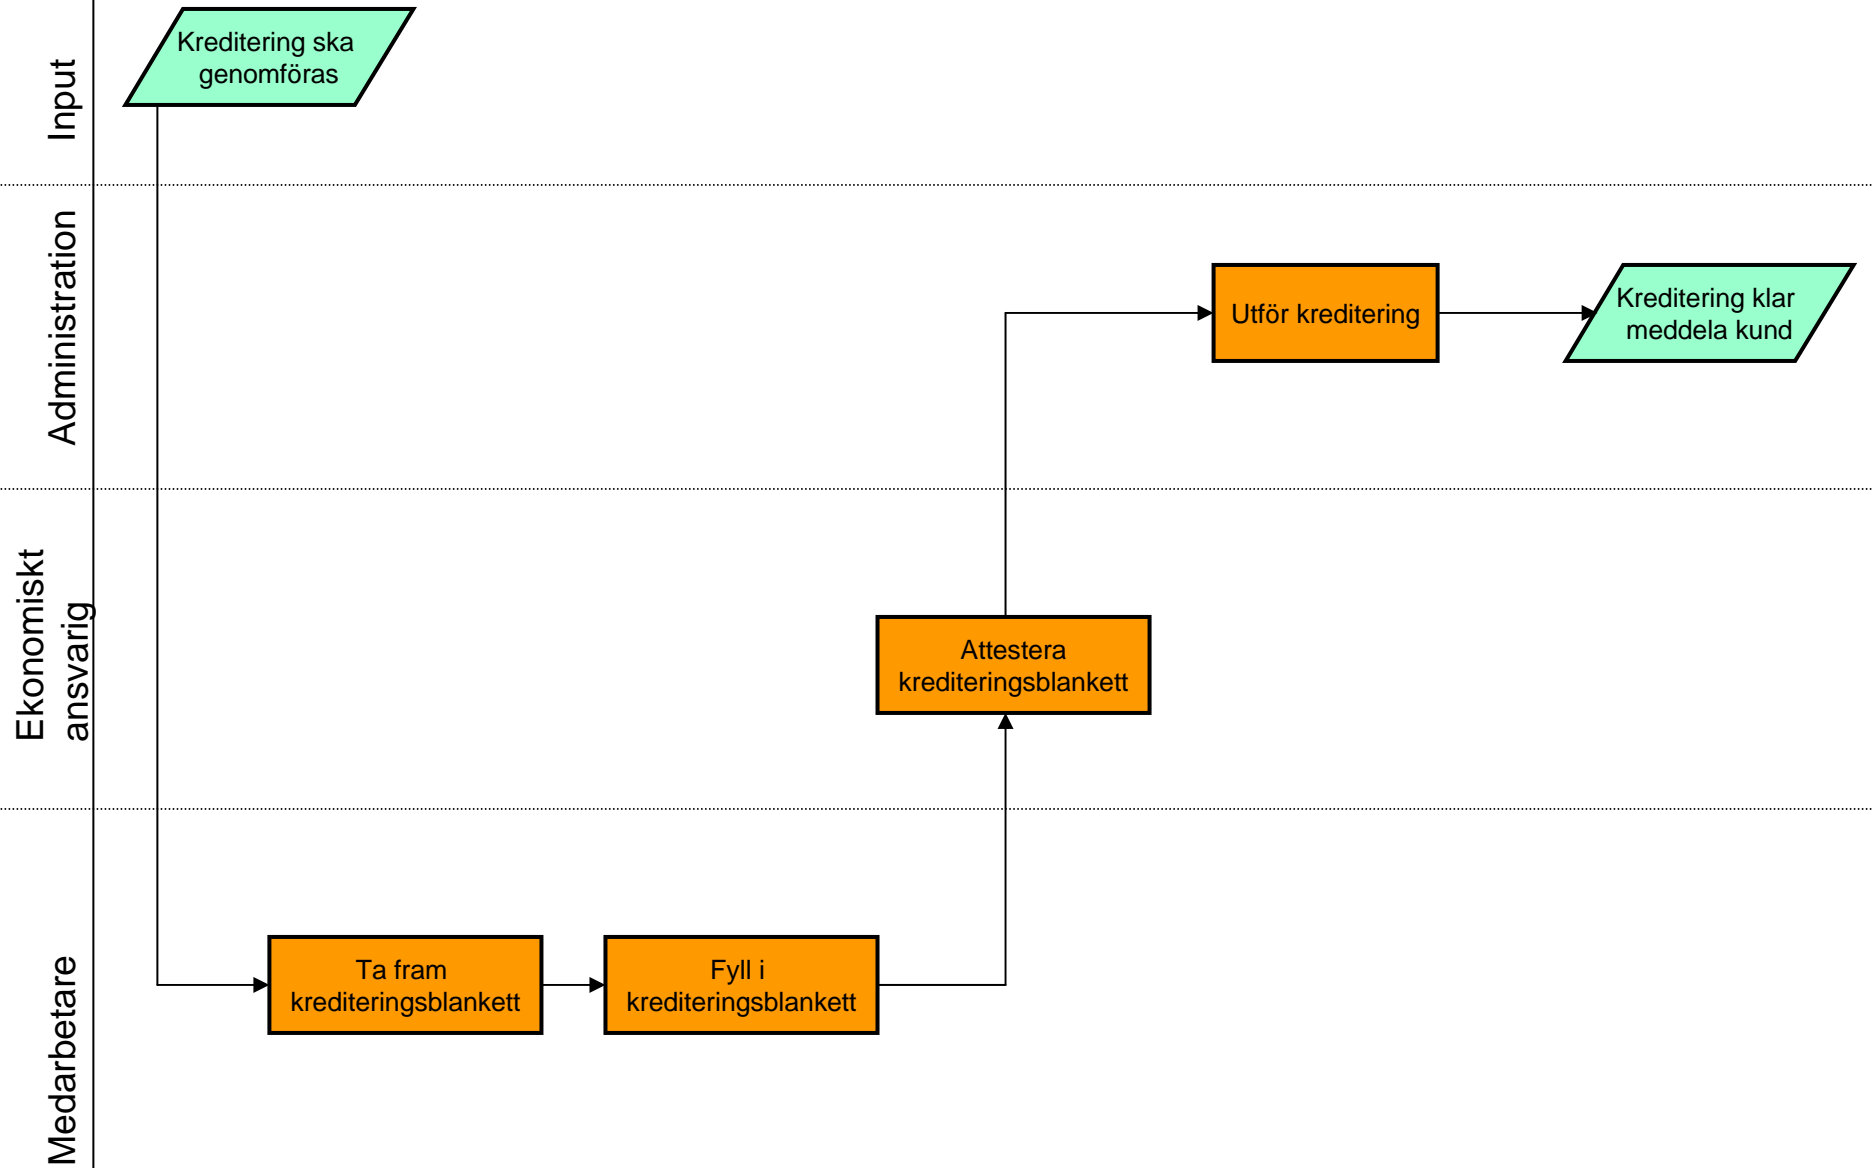 Input
Kreditering ska
genomföras
Administration
Utför kreditering
Kreditering klar
meddela kund
Ekonomiskt
ansvarig
Attestera
krediteringsblankett
Medarbetare
Ta fram
krediteringsblankett
Fyll i
krediteringsblankett